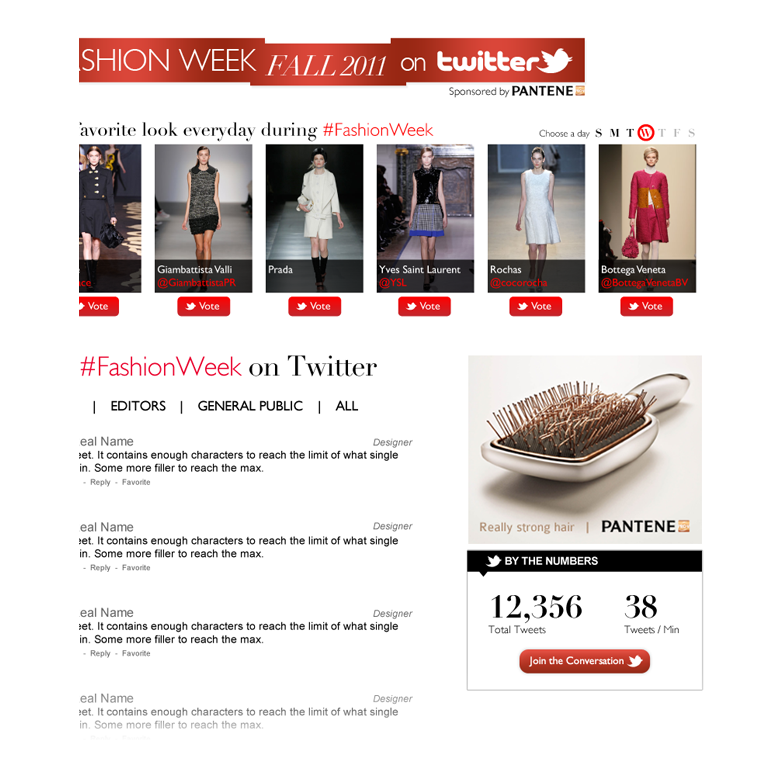 SHION WEEK FALL 2011 on twitter
Sponsored by PANTENE
favorite look everyday during #FashionWeek
Choose a day S M T W T F S
Giambattista Valli
@GiambattistaPR
Prada
Yves Saint Laurent
@YSL
Rochas
@cocorocha
Bottega Veneta
@BottegaVenetaBV
Vote Vote Vote Vote Vote Vote
#FashionWeek on Twitter
| EDITORS | GENERAL PUBLIC | ALL
eal Name Designer
eet. It contains enough characters to reach the limit of what single
in. Some more filler to reach the max.
- Reply - Favorite
eal Name Designer
eet. It contains enough characters to reach the limit of what single
in. Some more filler to reach the max.
- Reply - Favorite
eal Name Designer
eet. It contains enough characters to reach the limit of what single
in. Some more filler to reach the max.
- Reply - Favorite
eal Name Designer
eet. It contains enough characters to reach the limit of what single
in. Some more filler to reach the max.
Really strong hair | PANTENE
BY THE NUMBERS
12,356 38
Total Tweets Tweets / Min
Join the Conversation